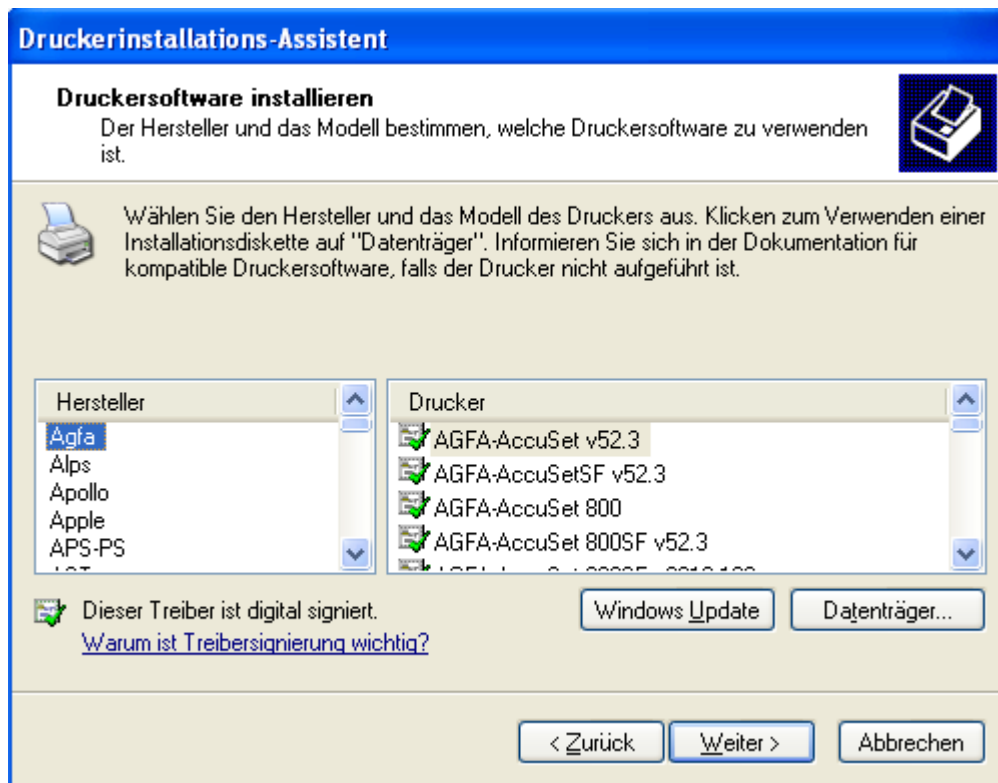 Druckerinstallations-Assistent
Druckersoftware installieren
Der Hersteller und das Modell bestimmen, welche Druckersoftware zu verwenden
ist.
Wählen Sie den Hersteller und das Modell des Druckers aus. Klicken zum Verwenden einer
Installationsdiskette auf "Datenträger". Informieren Sie sich in der Dokumentation für
kompatible Druckersoftware, falls der Drucker nicht aufgeführt ist.
Hersteller
Agfa
Alps
Apollo
Apple
APS-PS
Drucker
AGFA-AccuSet v52.3
AGFA-AccuSetSF v52.3
AGFA-AccuSet 800
AGFA-AccuSet 800SF v52.3
Dieser Treiber ist digital signiert.
Warum ist Treibersignierung wichtig?
Windows Update
Datenträger...
< Zurück
Weiter >
Abbrechen